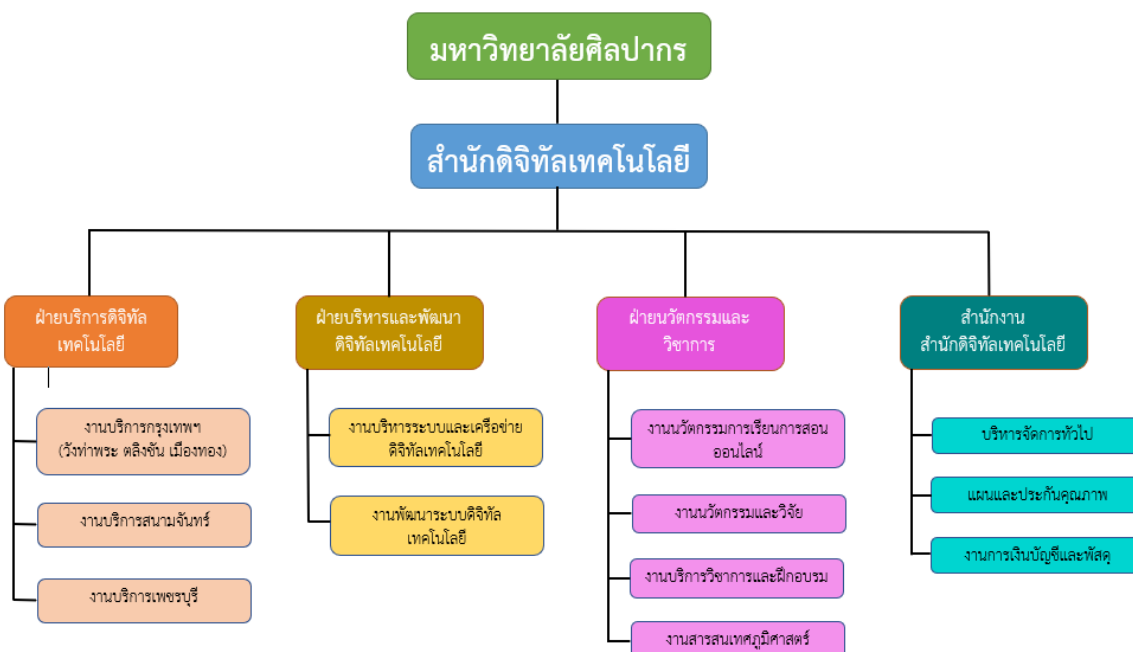 มหาวิทยาลัยศิลปากร
สำนักดิจิทัลเทคโนโลยี
ฝ่ายบริการดิจิทัล
เทคโนโลยี
งานบริการกรุงเทพฯ
(วังท่าพระ ตลิ่งชัน เมืองทอง)
งานบริการสนามจันทร์
งานบริการเพชรบุรี
ฝ่ายบริหารและพัฒนา
ดิจิทัลเทคโนโลยี
งานบริหารระบบและเครือข่าย
ดิจิทัลเทคโนโลยี
งานพัฒนาระบบดิจิทัล
เทคโนโลยี
ฝ่ายนวัตกรรมและ
วิชาการ
งานนวัตกรรมการเรียนการสอน
ออนไลน์
งานนวัตกรรมและวิจัย
งานบริการวิชาการและฝึกอบรม
งานสารสนเทศภูมิศาสตร์
สำนักงาน
สำนักดิจิทัลเทคโนโลยี
บริหารจัดการทั่วไป
แผนและประกันคุณภาพ
งานการเงินบัญชีและพัสดุ